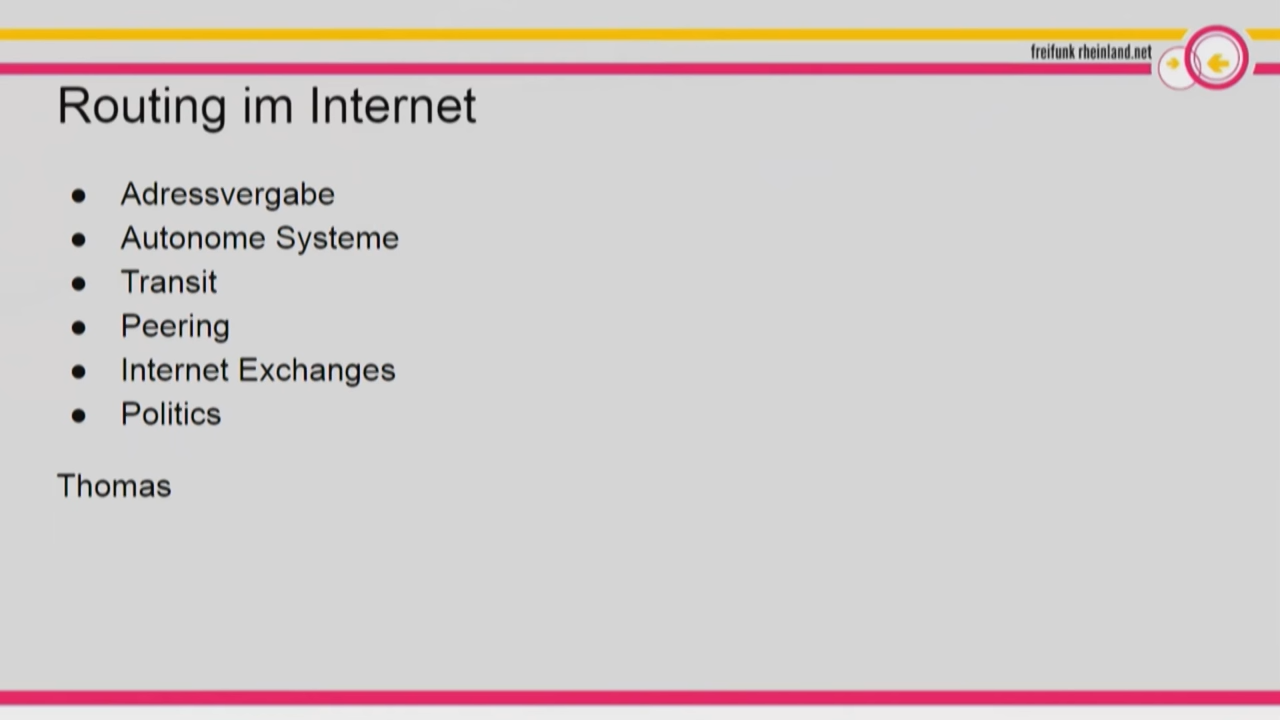 freifunk rheinland.net
Routing im Internet
● Adressvergabe
● Autonome Systeme
● Transit
● Peering
● Internet Exchanges
● Politics
Thomas